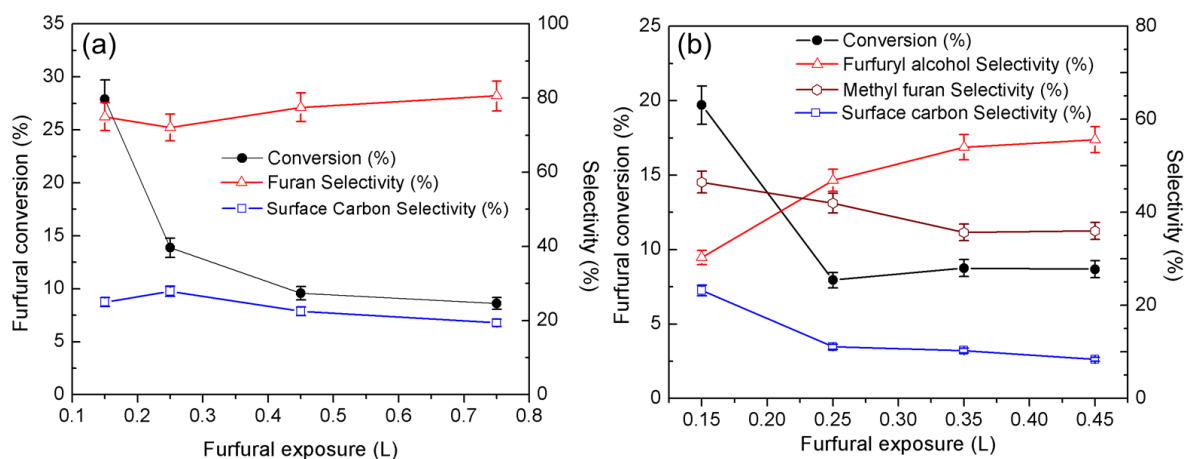 (a)
Furfural conversion (%)
35
30
25
20
15
10
5
0
Conversion (%)
Furan Selectivity (%)
Surface Carbon Selectivity (%)
100
80
60
40
20
0
Selectivity (%)
0.1 0.2 0.3 0.4 0.5 0.6 0.7 0.8
Furfural exposure (L)
(b)
Furfural conversion (%)
25
20
15
10
5
0
Conversion (%)
Furfuryl alcohol Selectivity (%)
Methyl furan Selectivity (%)
Surface carbon Selectivity (%)
80
60
40
20
0
Selectivity (%)
0.15 0.20 0.25 0.30 0.35 0.40 0.45
Furfural exposure (L)